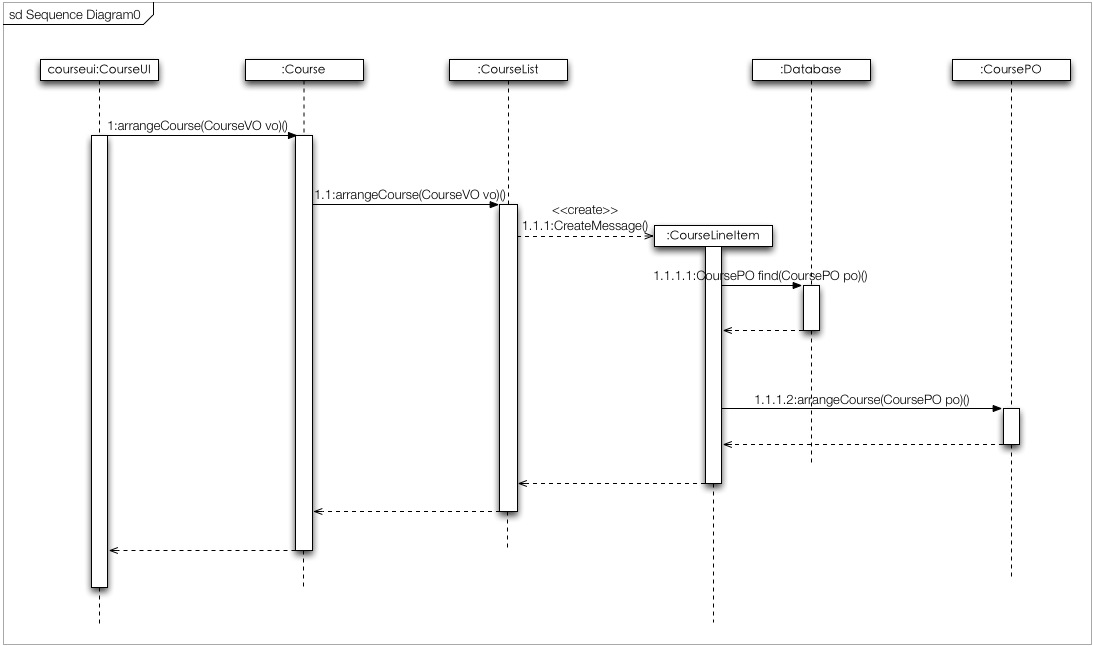 sd Sequence Diagram0
courseui:CourseUI
:Course
:CourseList
:Database
:CoursePO
1:arrangeCourse(CourseVO vo)()
1.1:arrangeCourse(CourseVO vo)()
<<create>>
1.1.1:CreateMessage()
:CourseLineItem
1.1.1.1:CoursePO find(CoursePO po)()
1.1.1.2:arrangeCourse(CoursePO po)()